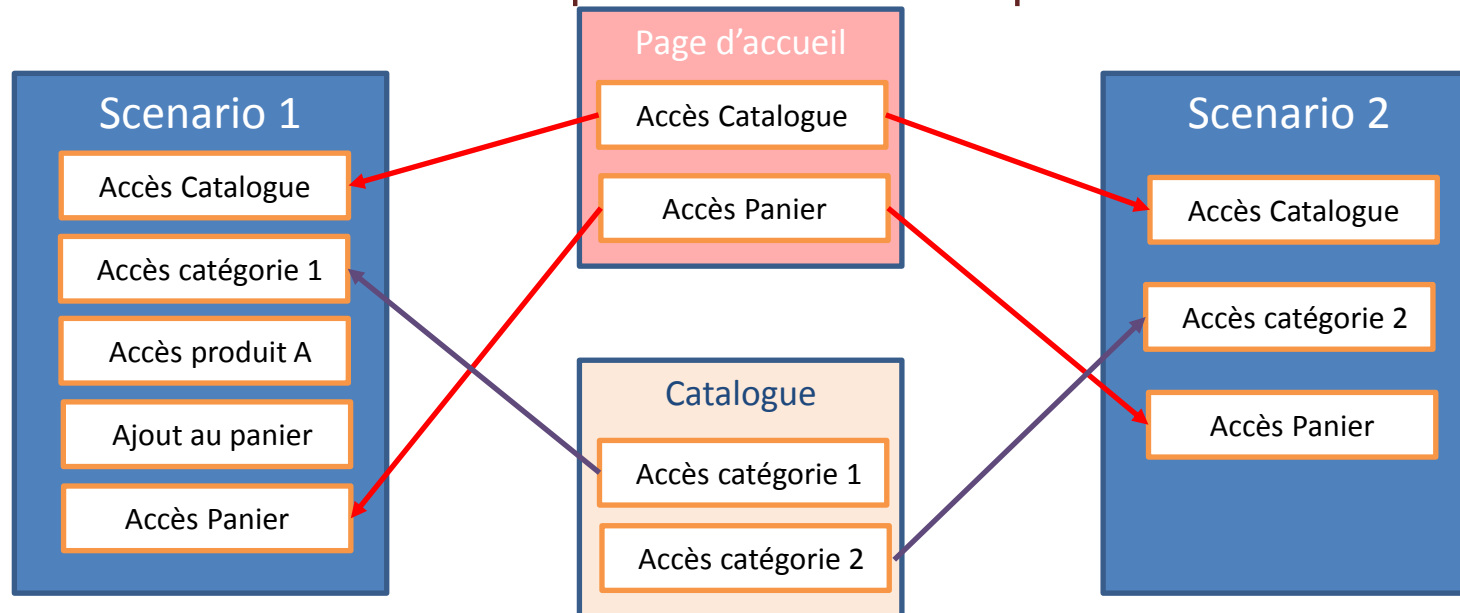 Scenario 1
Accès Catalogue
Accès catégorie 1
Accès produit A
Ajout au panier
Accès Panier
Page d’accueil
Accès Catalogue
Accès Panier
Catalogue
Accès catégorie 1
Accès catégorie 2
Scenario 2
Accès Catalogue
Accès catégorie 2
Accès Panier